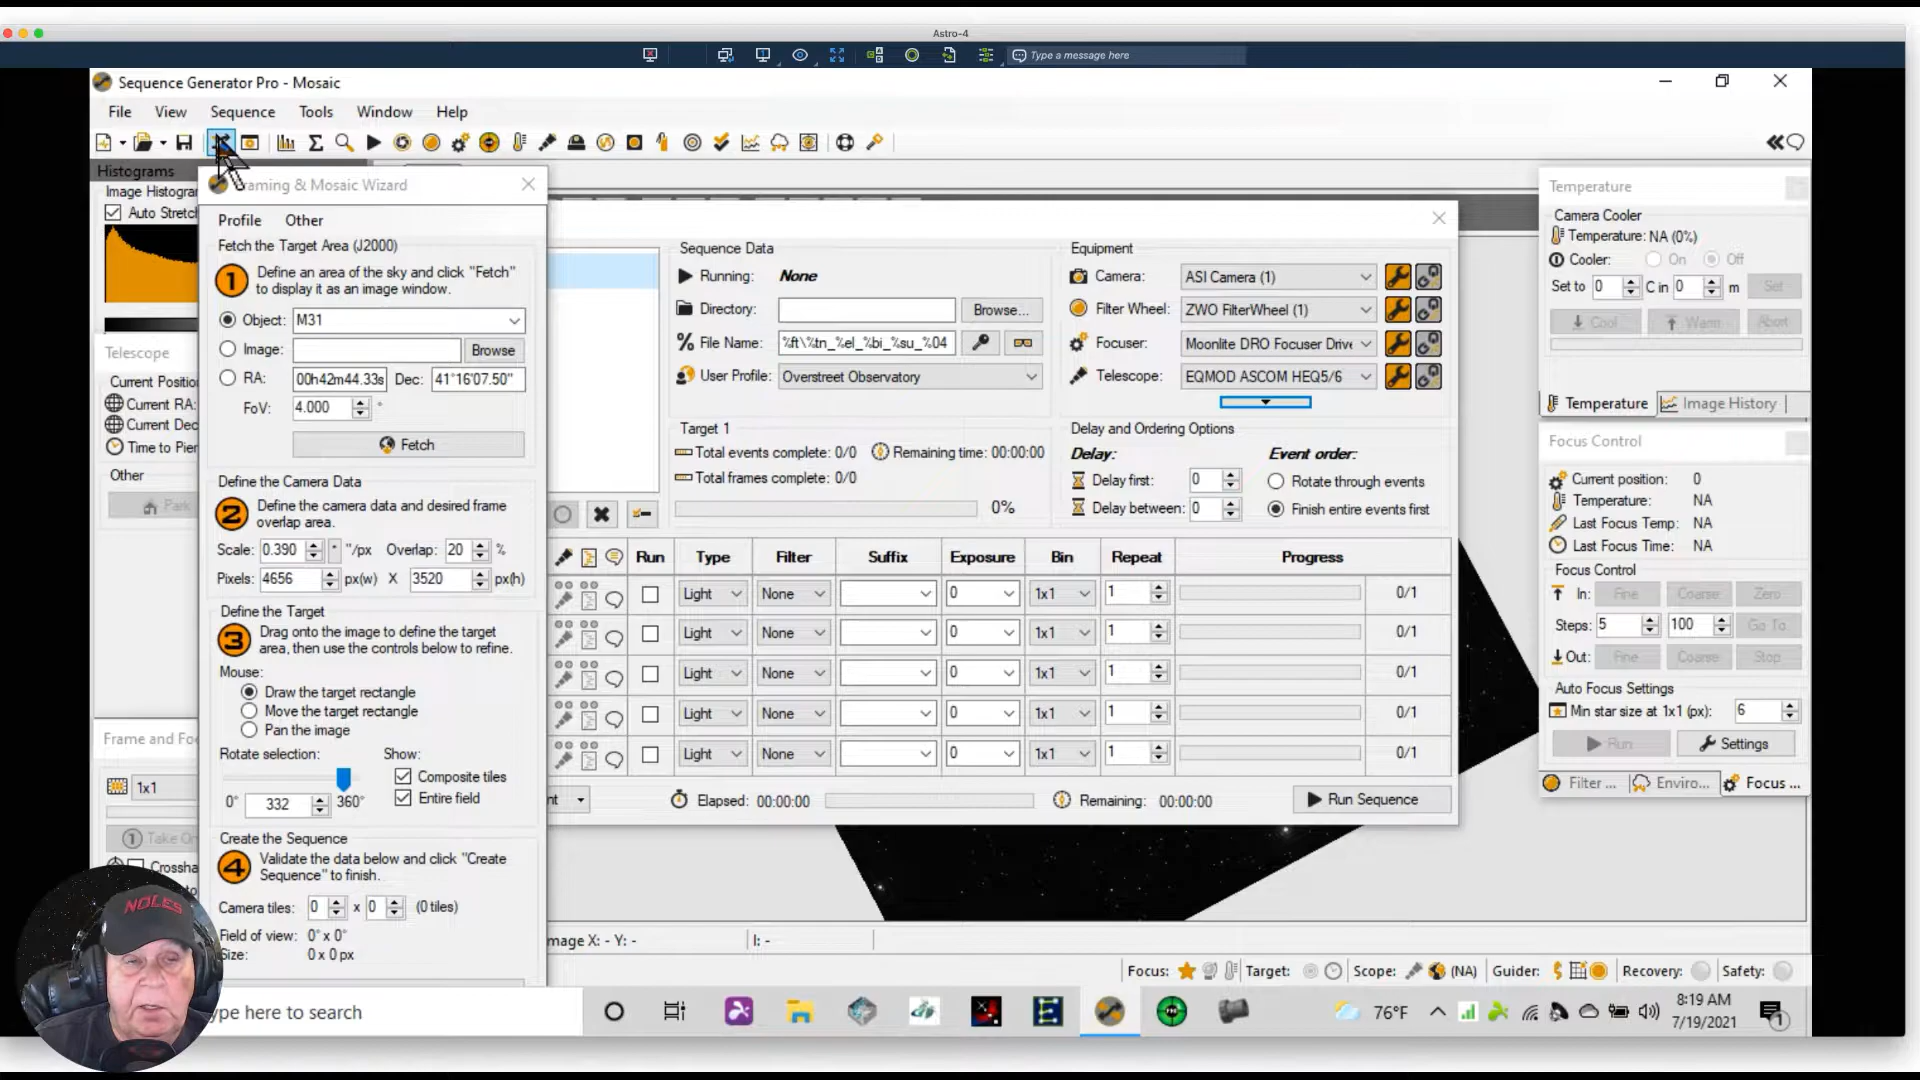 Astro-4
Type a message here
Sequence Generator Pro - Mosaic
File View Sequence Tools Window Help
Histograms
Image Histogra
Auto Stretch
Telescope
Current Positio
Current RA:
Current Dec
Time to Pier
Other
Park
Frame and Foc
1x1
Take On
Crossha
NOLES
raming & Mosaic Wizard
Profile Other
Fetch the Target Area (J2000)
1 Define an area of the sky and click "Fetch"
to display it as an image window.
Object: M31
Image: Browse
RA: 00h42m44.33s Dec: 41°16'07.50"
FoV: 4.000 °
Fetch
Define the Camera Data
2 Define the camera data and desired frame
overlap area.
Scale: 0.390 "/px Overlap: 20 %
Pixels: 4656 px(w) X 3520 px(h)
Define the Target
3 Drag onto the image to define the target
area, then use the controls below to refine.
Mouse:
Draw the target rectangle
Move the target rectangle
Pan the image
Rotate selection: Show:
Composite tiles
0° 332 360° Entire field
Create the Sequence
4 Validate the data below and click "Create
Sequence" to finish.
Camera tiles: 0 x 0 (0 tiles)
Field of view: 0° x 0°
Size: 0 x 0 px
Sequence Data
Running: None
Directory: Browse...
% File Name: %ft\%tn_%el_%bi_%su_%04
User Profile: Overstreet Observatory
Equipment
Camera: ASI Camera (1)
Filter Wheel: ZWO FilterWheel (1)
Focuser: Moonlite DRO Focuser Drive
Telescope: EQMOD ASCOM HEQ5/6
Target 1
Total events complete: 0/0 Remaining time: 00:00:00
Total frames complete: 0/0
0%
Delay and Ordering Options
Delay: Event order:
Delay first: 0 Rotate through events
Delay between: 0 Finish entire events first
Run Type Filter Suffix Exposure Bin Repeat Progress
Light None 0 1x1 1 0/1
Light None 0 1x1 1 0/1
Light None 0 1x1 1 0/1
Light None 0 1x1 1 0/1
Light None 0 1x1 1 0/1
nt Elapsed: 00:00:00 Remaining: 00:00:00 Run Sequence
Temperature
Camera Cooler
Temperature: NA (0%)
Cooler: On Off
Set to 0 C in 0 m Set
Cool Warm Abort
Temperature Image History
Focus Control
Current position: 0
Temperature: NA
Last Focus Temp: NA
Last Focus Time: NA
Focus Control
In: Fine Coarse Zero
Steps: 5 100 Go To
Out: Fine Coarse Stop
Auto Focus Settings
Min star size at 1x1 (px): 6
Run Settings
Filter ... Enviro... Focus ...
mage X: - Y: - I: -
Focus: Target: Scope: (NA) Guider: Recovery: Safety:
ype here to search
76°F
8:19 AM
7/19/2021
1